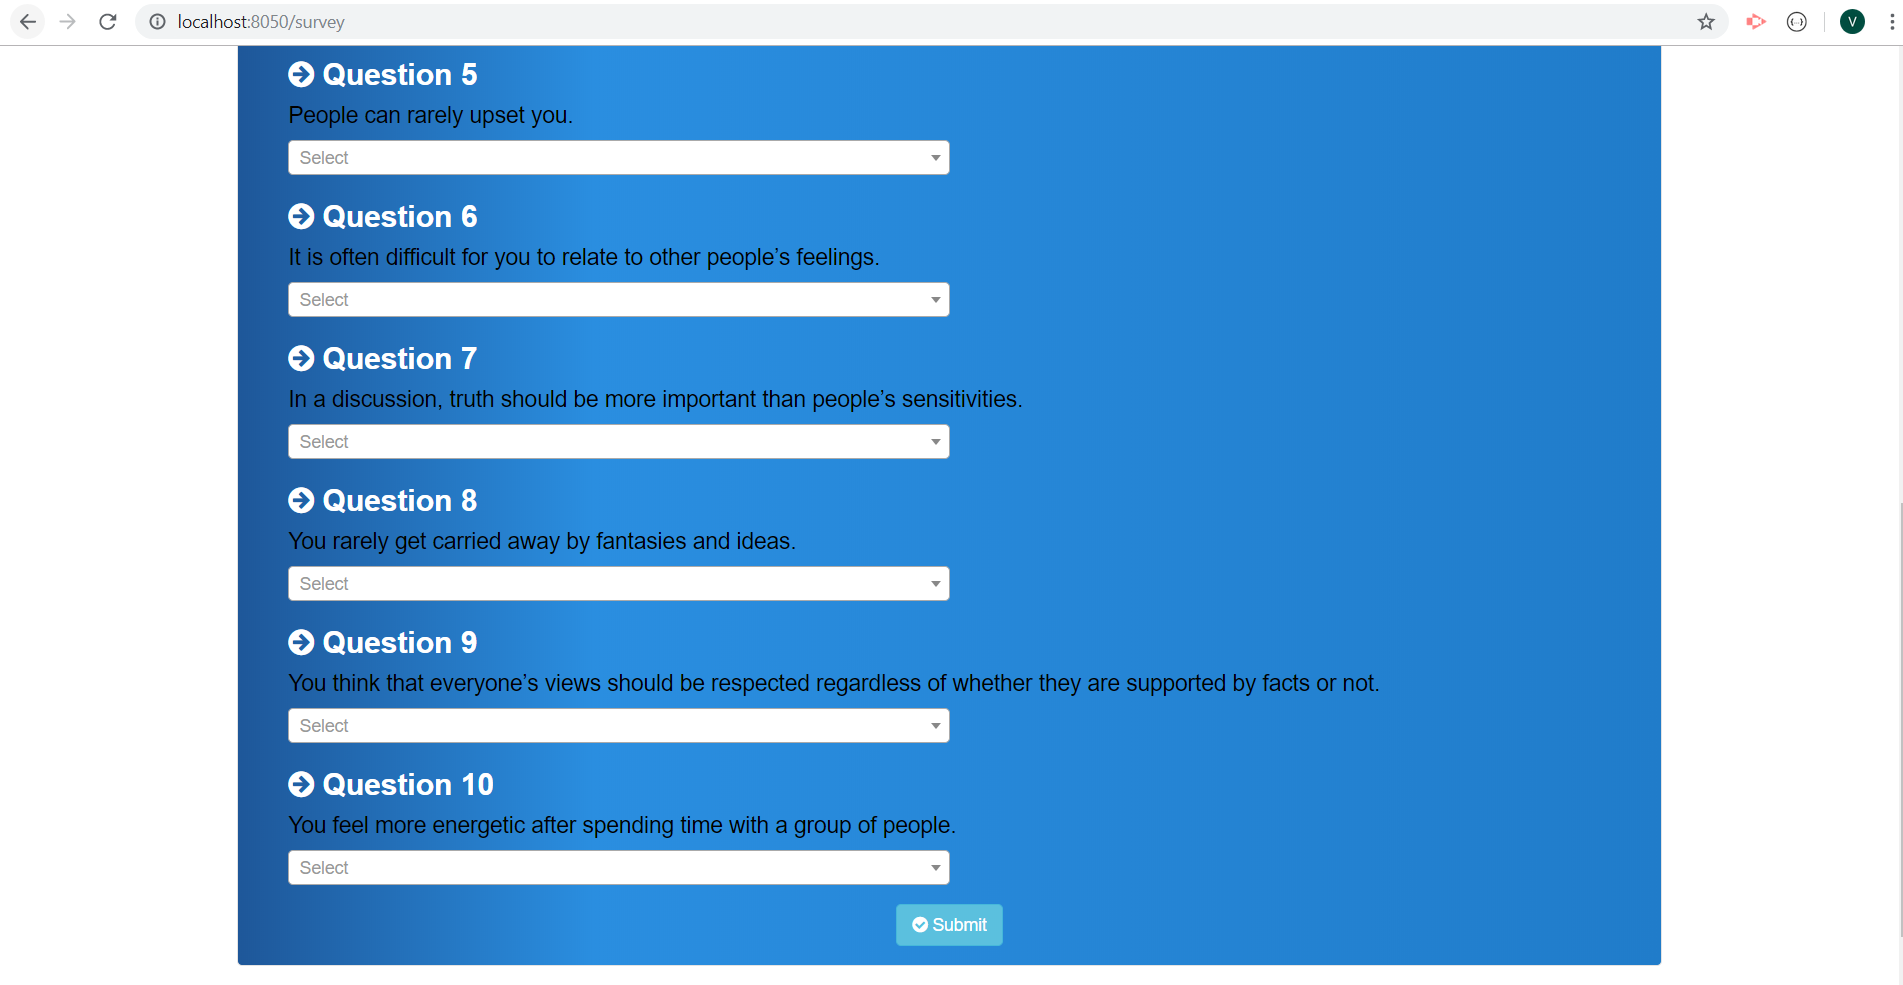 localhost:8050/survey
V
Question 5
People can rarely upset you.
Select
Question 6
It is often difficult for you to relate to other people’s feelings.
Select
Question 7
In a discussion, truth should be more important than people’s sensitivities.
Select
Question 8
You rarely get carried away by fantasies and ideas.
Select
Question 9
You think that everyone’s views should be respected regardless of whether they are supported by facts or not.
Select
Question 10
You feel more energetic after spending time with a group of people.
Select
Submit